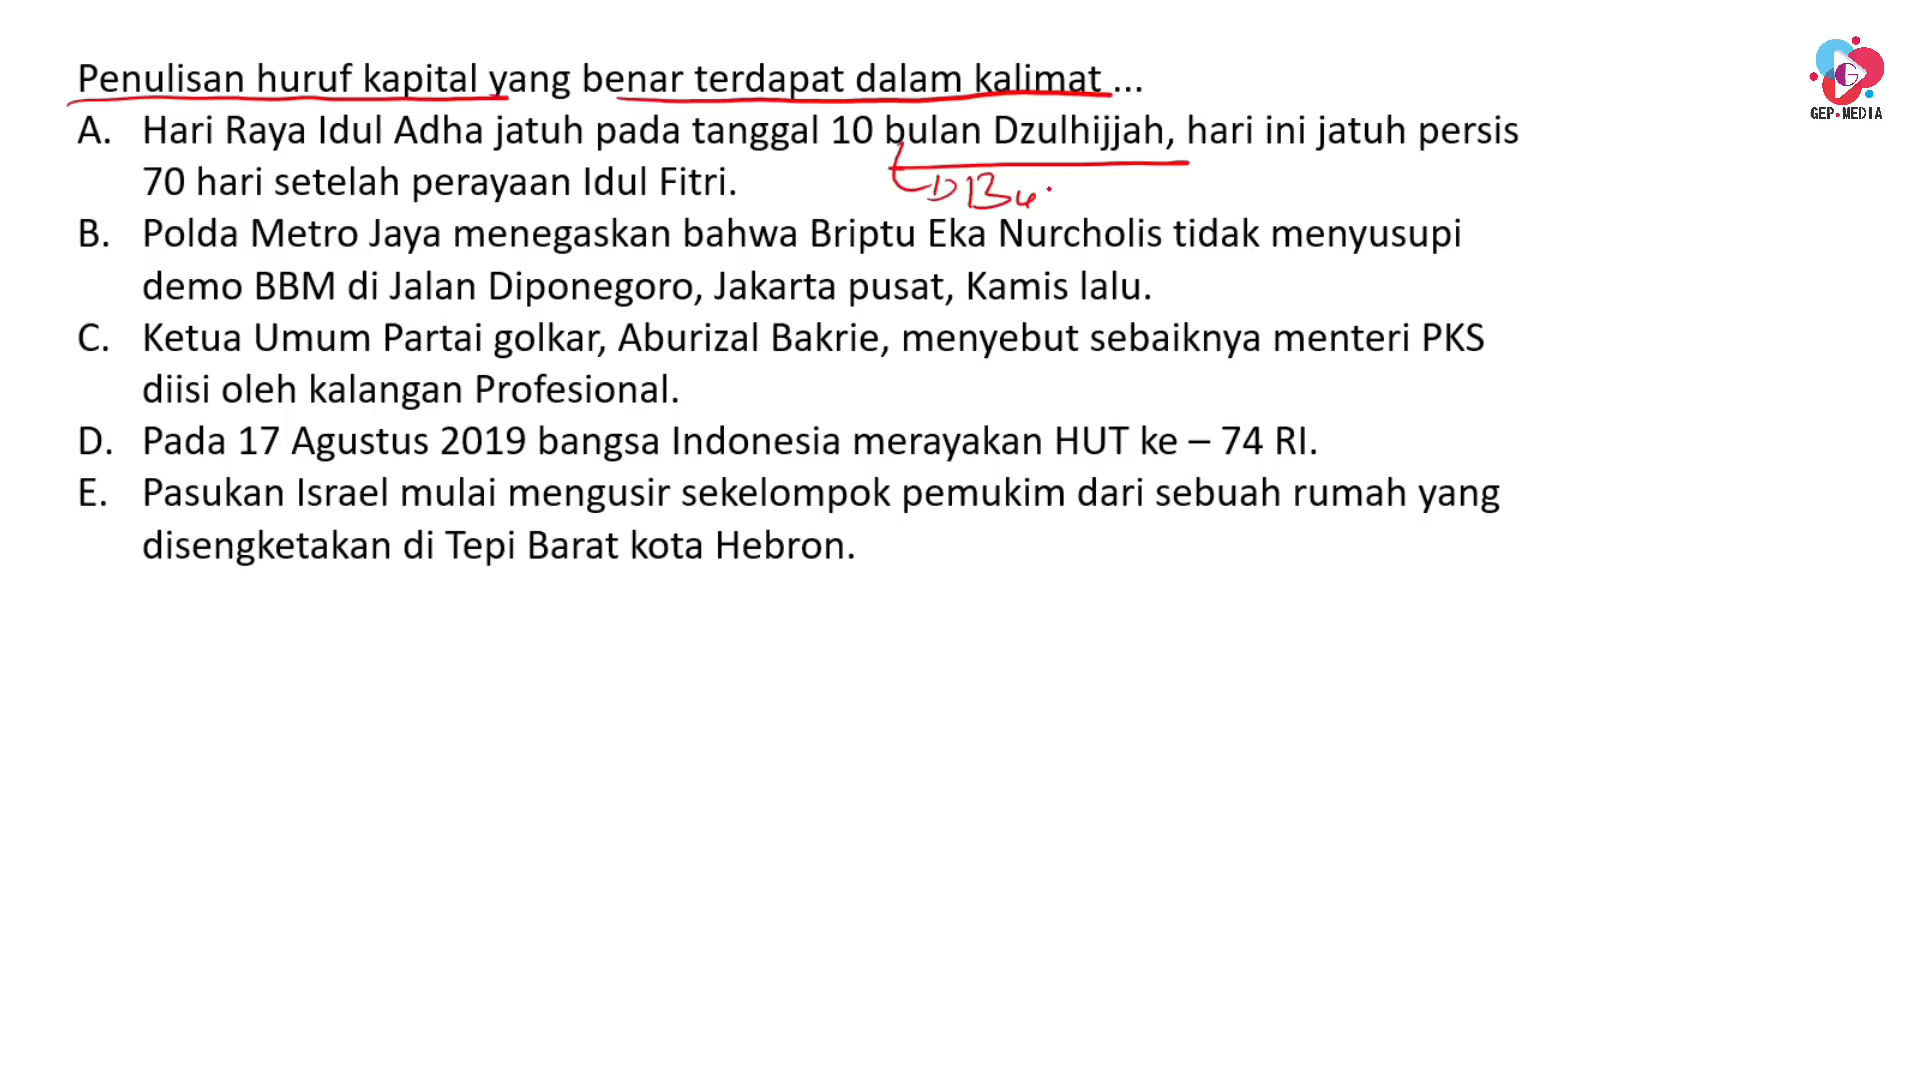 Penulisan huruf kapital yang benar terdapat dalam kalimat ...
A. Hari Raya Idul Adha jatuh pada tanggal 10 bulan Dzulhijjah, hari ini jatuh persis
70 hari setelah perayaan Idul Fitri.
Bu
B. Polda Metro Jaya menegaskan bahwa Briptu Eka Nurcholis tidak menyusupi
demo BBM di Jalan Diponegoro, Jakarta pusat, Kamis lalu.
C. Ketua Umum Partai golkar, Aburizal Bakrie, menyebut sebaiknya menteri PKS
diisi oleh kalangan Profesional.
D. Pada 17 Agustus 2019 bangsa Indonesia merayakan HUT ke – 74 RI.
E. Pasukan Israel mulai mengusir sekelompok pemukim dari sebuah rumah yang
disengketakan di Tepi Barat kota Hebron.
G
GEP•MEDIA